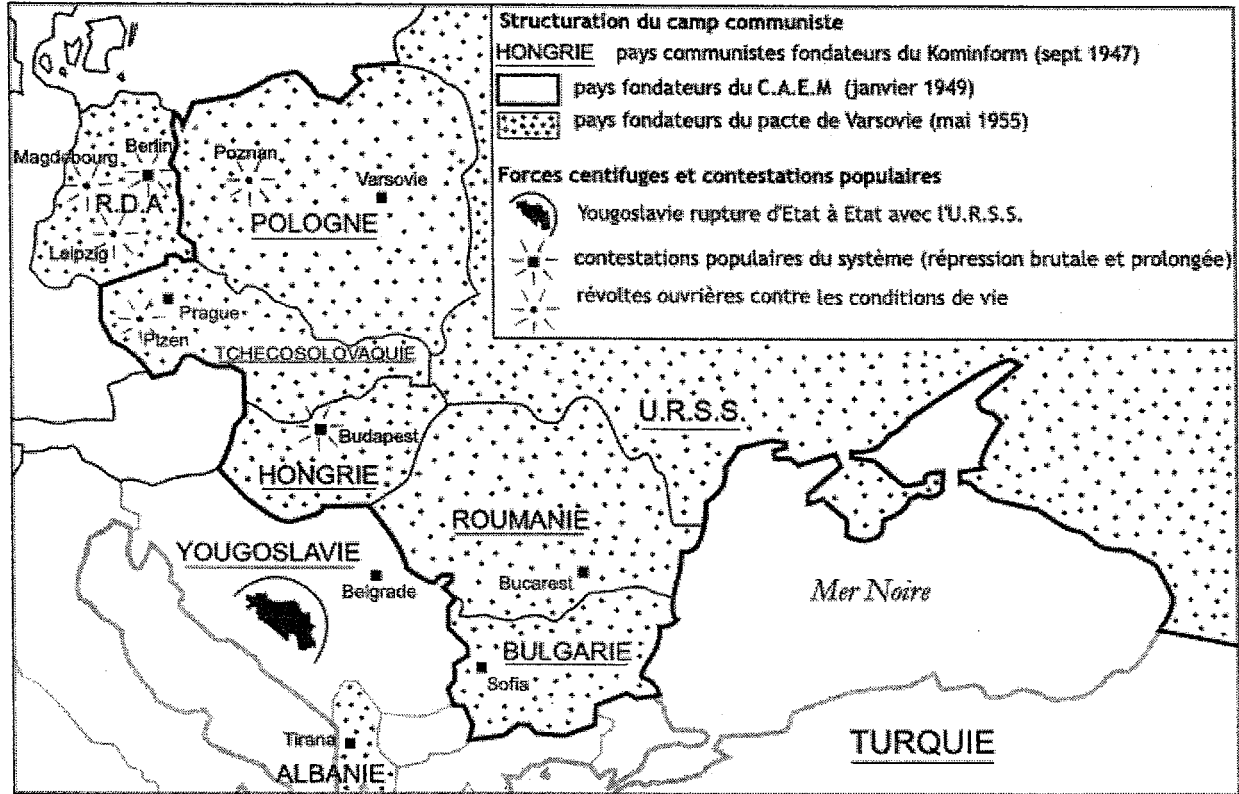 Structuration du camp communiste
HONGRIE pays communistes fondateurs du Kominform (sept 1947)
pays fondateurs du C.A.E.M (janvier 1949)
pays fondateurs du pacte de Varsovie (mai 1955)
Forces centifuges et contestations populaires
Yougoslavie rupture d'Etat à Etat avec l'U.R.S.S.
contestations populaires du système (répression brutale et prolongée)
révoltes ouvrières contre les conditions de vie
Magdebourg
Berlin
Poznan
Varsovie
R.D.A
POLOGNE
Leipzig
Prague
Plzen
TCHECOSOLOVAQUIE
U.R.S.S.
Budapest
HONGRIE
ROUMANIE
YOUGOSLAVIE
Belgrade
Bucarest
Mer Noire
BULGARIE
Sofia
Tirana
ALBANIE
TURQUIE